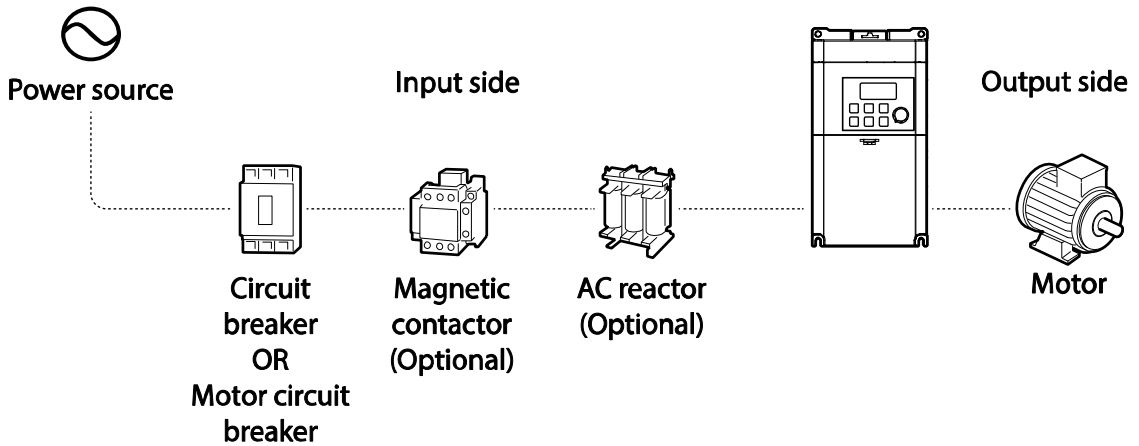 Power source
Input side
Output side
Circuit
breaker
OR
Motor circuit
breaker
Magnetic
contactor
(Optional)
AC reactor
(Optional)
Motor